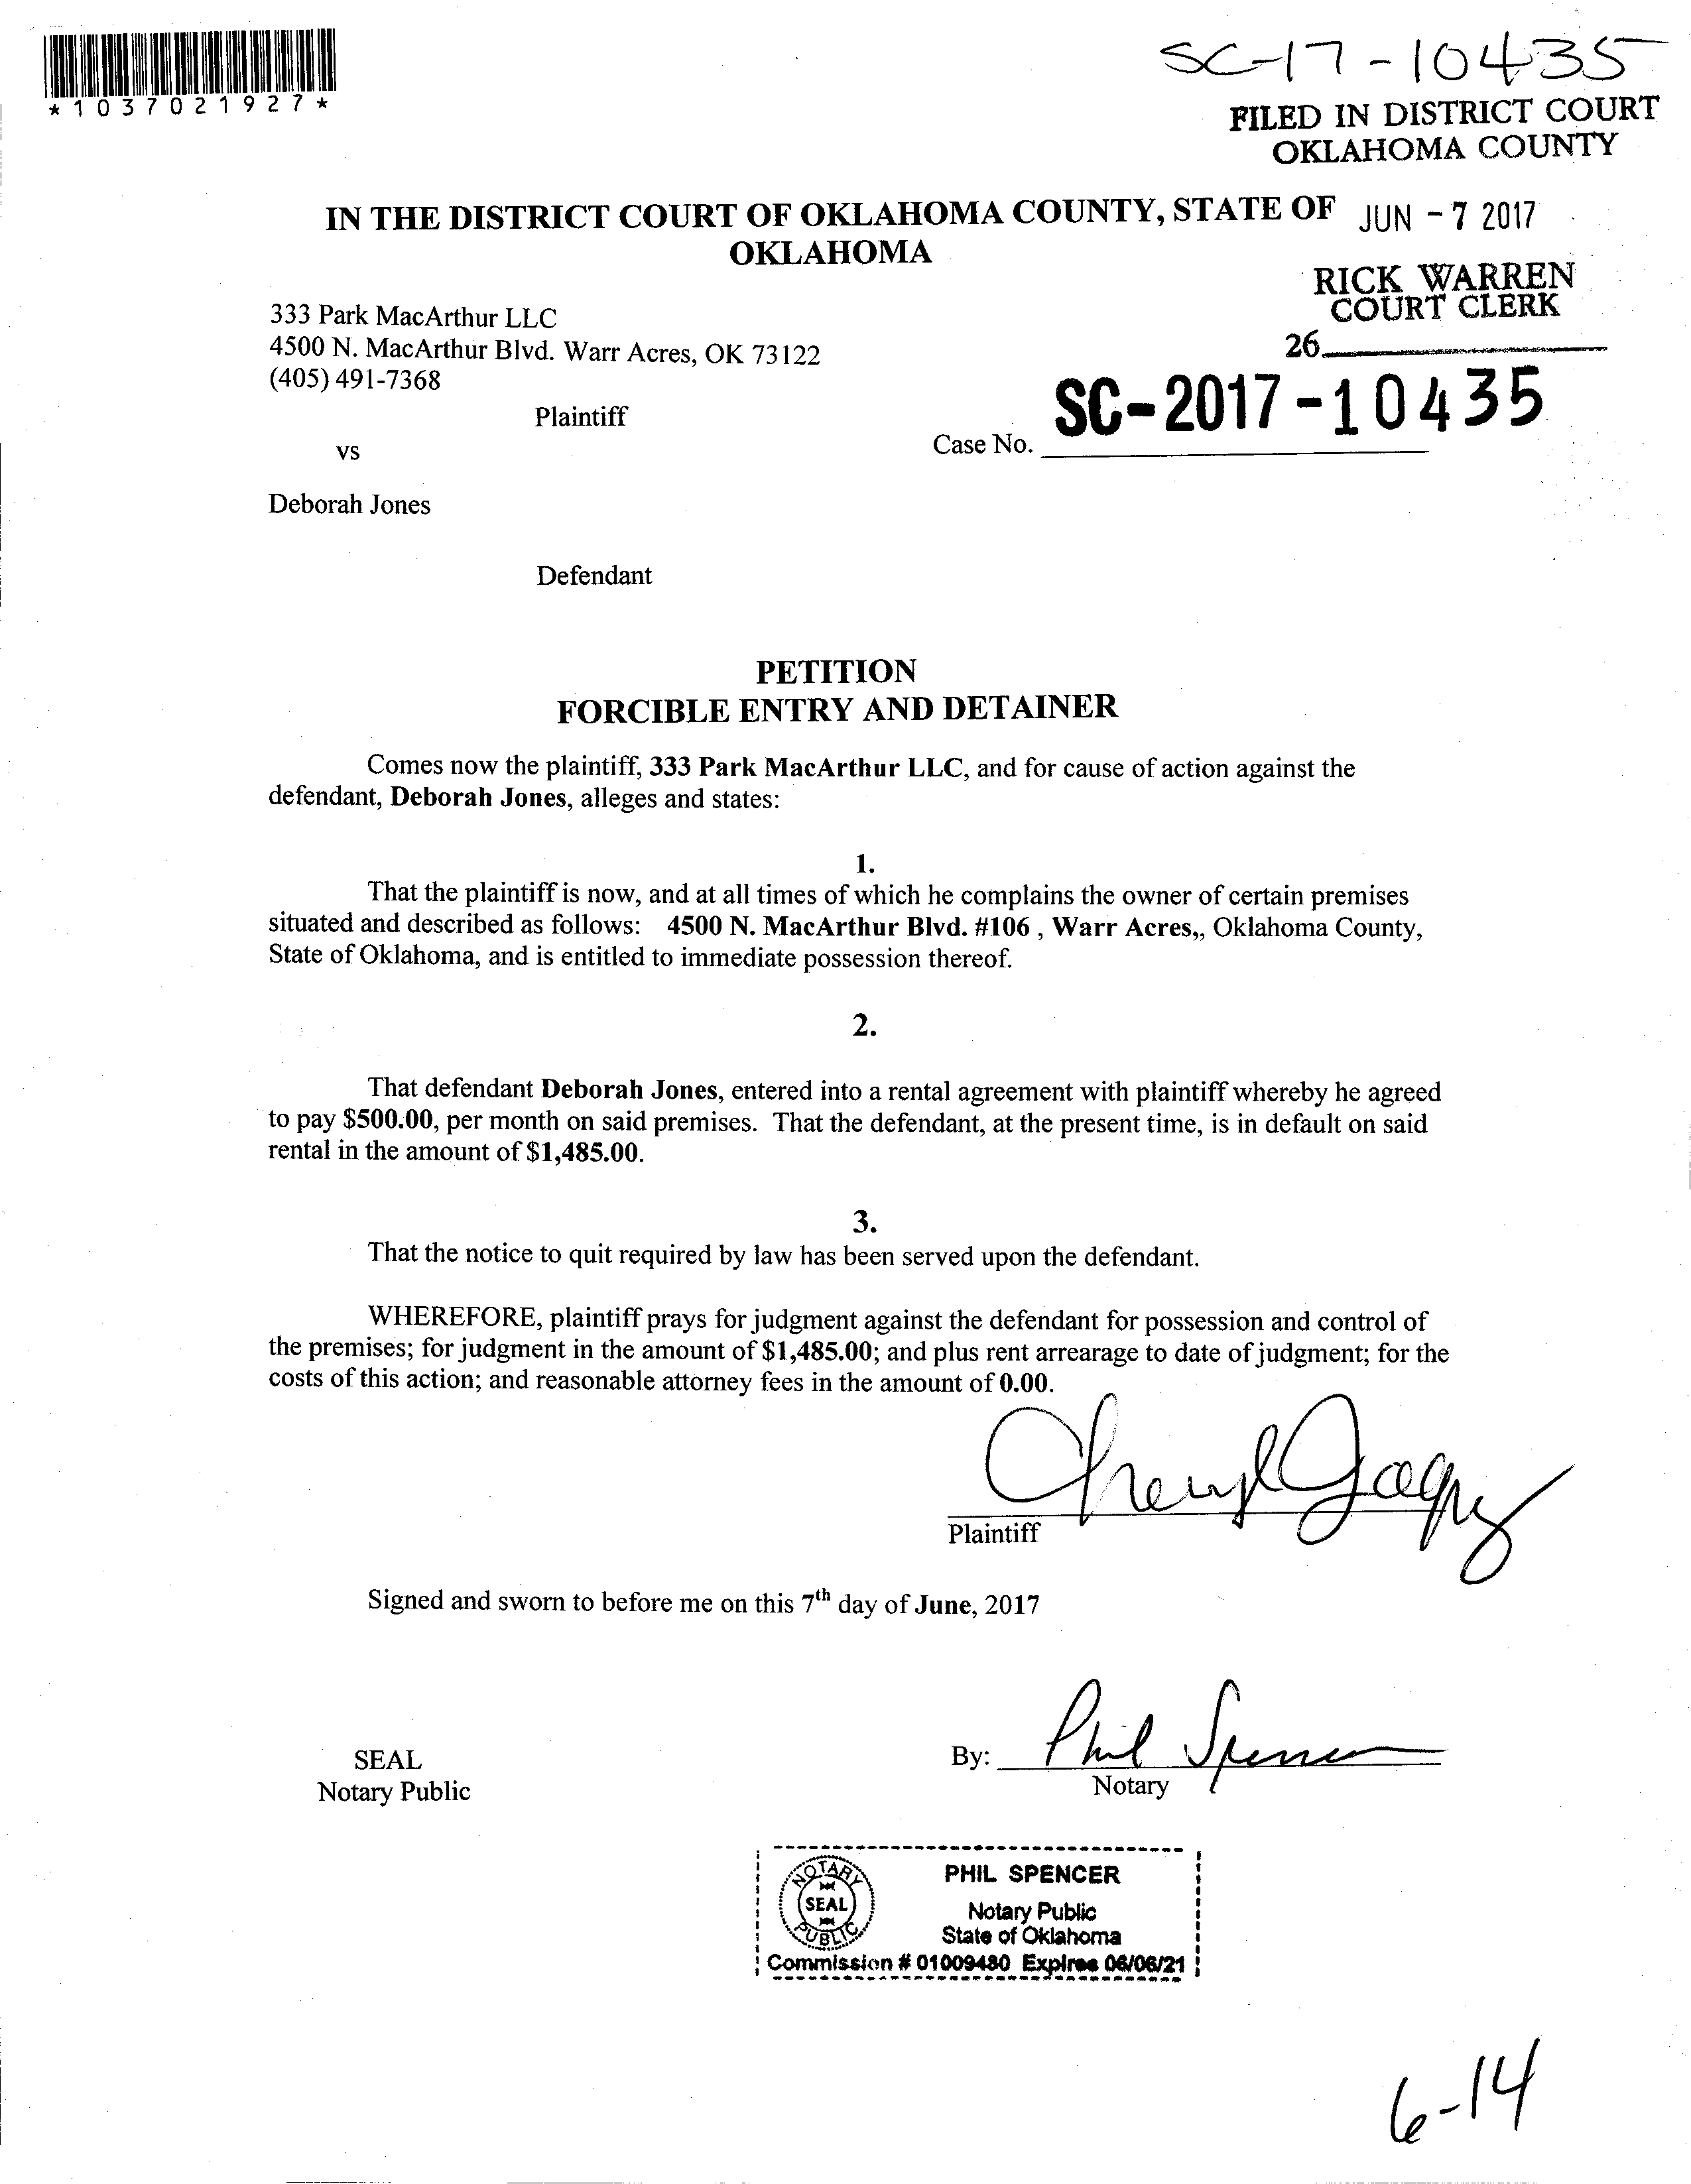 SC-17-10435
*1037021927*
FILED IN DISTRICT COURT
OKLAHOMA COUNTY
IN THE DISTRICT COURT OF OKLAHOMA COUNTY, STATE OF
OKLAHOMA
JUN - 7 2017
RICK WARREN
COURT CLERK
26
333 Park MacArthur LLC
4500 N. MacArthur Blvd. Warr Acres, OK 73122
(405) 491-7368
Plaintiff
vs
Case No. SC-2017-10435
Deborah Jones
Defendant
PETITION
FORCIBLE ENTRY AND DETAINER
Comes now the plaintiff, 333 Park MacArthur LLC, and for cause of action against the
defendant, Deborah Jones, alleges and states:
1.
That the plaintiff is now, and at all times of which he complains the owner of certain premises
situated and described as follows: 4500 N. MacArthur Blvd. #106 , Warr Acres,, Oklahoma County,
State of Oklahoma, and is entitled to immediate possession thereof.
2.
That defendant Deborah Jones, entered into a rental agreement with plaintiff whereby he agreed
to pay $500.00, per month on said premises. That the defendant, at the present time, is in default on said
rental in the amount of $1,485.00.
3.
That the notice to quit required by law has been served upon the defendant.
WHEREFORE, plaintiff prays for judgment against the defendant for possession and control of
the premises; for judgment in the amount of $1,485.00; and plus rent arrearage to date of judgment; for the
costs of this action; and reasonable attorney fees in the amount of 0.00.
Cheryl
Plaintiff
Signed and sworn to before me on this 7th day of June, 2017
SEAL
Notary Public
By: Phil Spencer
Notary
NOTARY
SEAL
PUBLIC
PHIL SPENCER
Notary Public
State of Oklahoma
Commission # 01009480 Expires 06/06/21
6-14